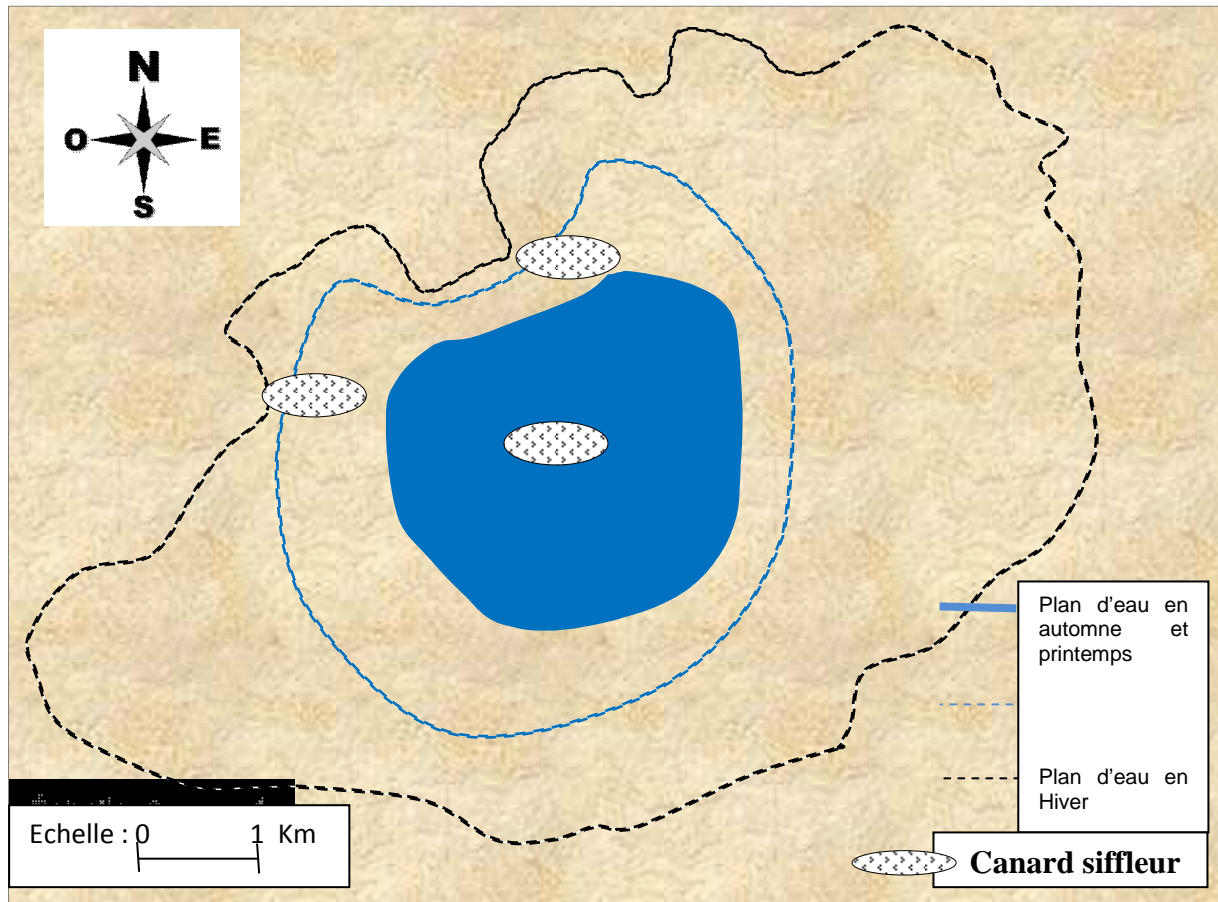 N
O E
S
Plan d'eau en
automne et
printemps
Plan d'eau en
Hiver
Echelle : 0 1 Km
Canard siffleur